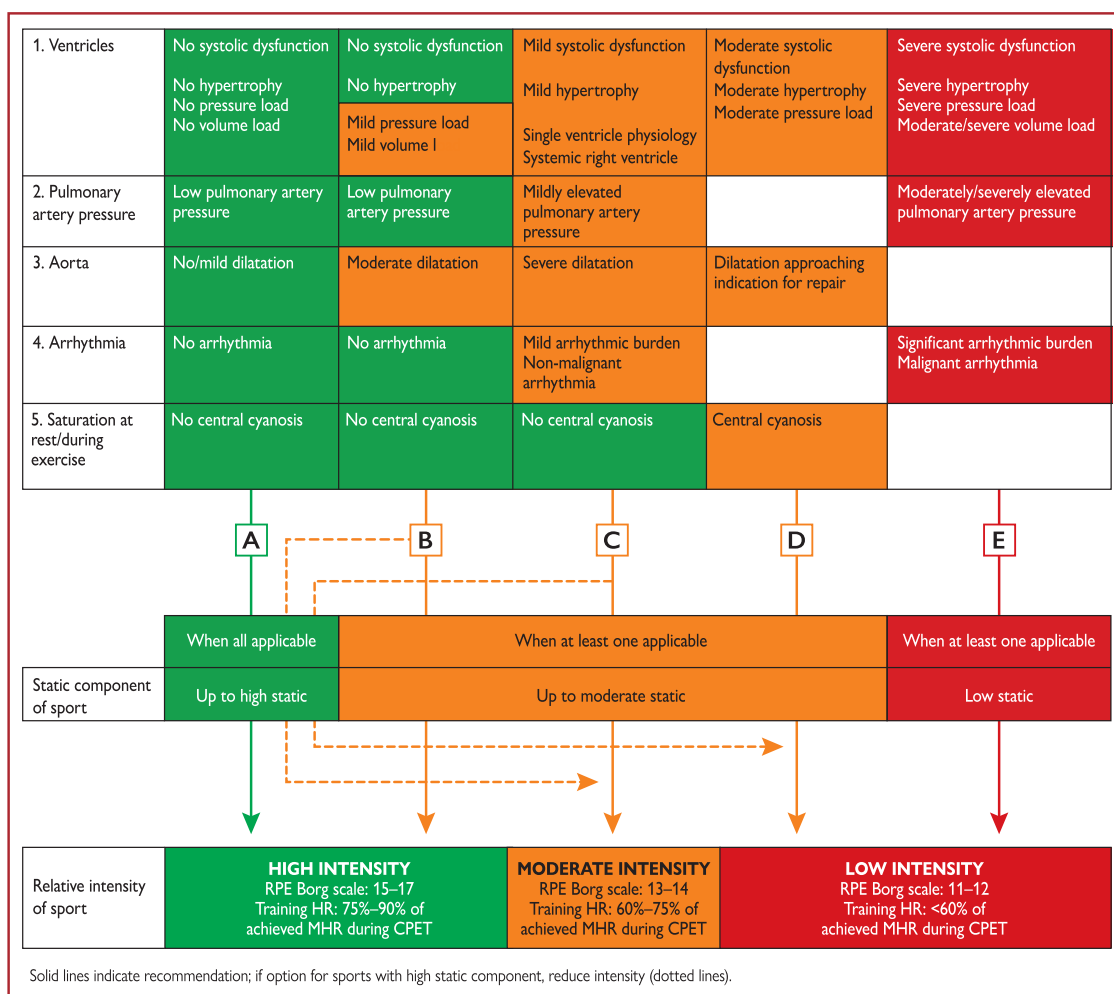 1. Ventricles
No systolic dysfunction
No hypertrophy
No pressure load
No volume load
No systolic dysfunction
No hypertrophy
Mild pressure load
Mild volume l
Mild systolic dysfunction
Mild hypertrophy
Single ventricle physiology
Systemic right ventricle
Moderate systolic
dysfunction
Moderate hypertrophy
Moderate pressure load
Severe systolic dysfunction
Severe hypertrophy
Severe pressure load
Moderate/severe volume load
2. Pulmonary
artery pressure
Low pulmonary artery
pressure
Low pulmonary
artery pressure
Mildly elevated
pulmonary artery
pressure
Moderately/severely elevated
pulmonary artery pressure
3. Aorta
No/mild dilatation
Moderate dilatation
Severe dilatation
Dilatation approaching
indication for repair
4. Arrhythmia
No arrhythmia
No arrhythmia
Mild arrhythmic burden
Non-malignant
arrhythmia
Significant arrhythmic burden
Malignant arrhythmia
5. Saturation at
rest/during
exercise
No central cyanosis
No central cyanosis
No central cyanosis
Central cyanosis
A
B
C
D
E
When all applicable
When at least one applicable
When at least one applicable
Static component
of sport
Up to high static
Up to moderate static
Low static
Relative intensity
of sport
HIGH INTENSITY
RPE Borg scale: 15–17
Training HR: 75%–90% of
achieved MHR during CPET
MODERATE INTENSITY
RPE Borg scale: 13–14
Training HR: 60%–75% of
achieved MHR during CPET
LOW INTENSITY
RPE Borg scale: 11–12
Training HR: <60% of
achieved MHR during CPET
Solid lines indicate recommendation; if option for sports with high static component, reduce intensity (dotted lines).